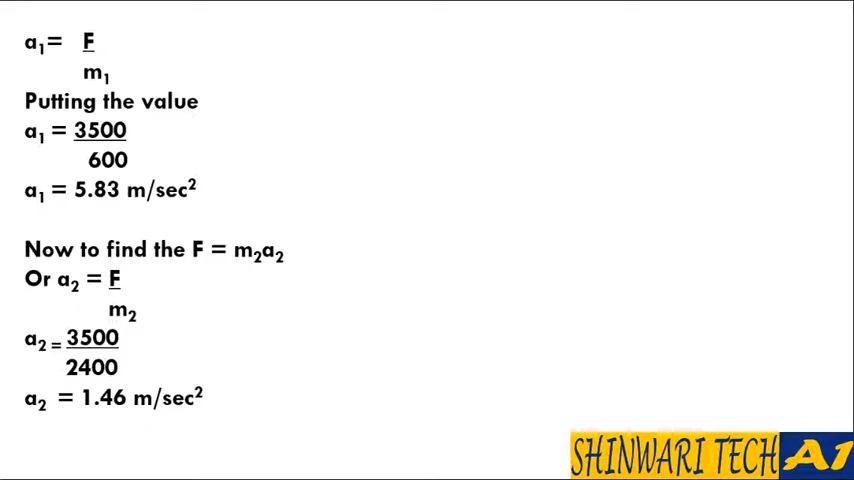 a₁= F
m₁
Putting the value
a₁ = 3500
600
a₁ = 5.83 m/sec²
Now to find the F = m₂a₂
Or a₂ = F
m₂
a₂ = 3500
2400
a₂ = 1.46 m/sec²
SHINWARI TECH A1